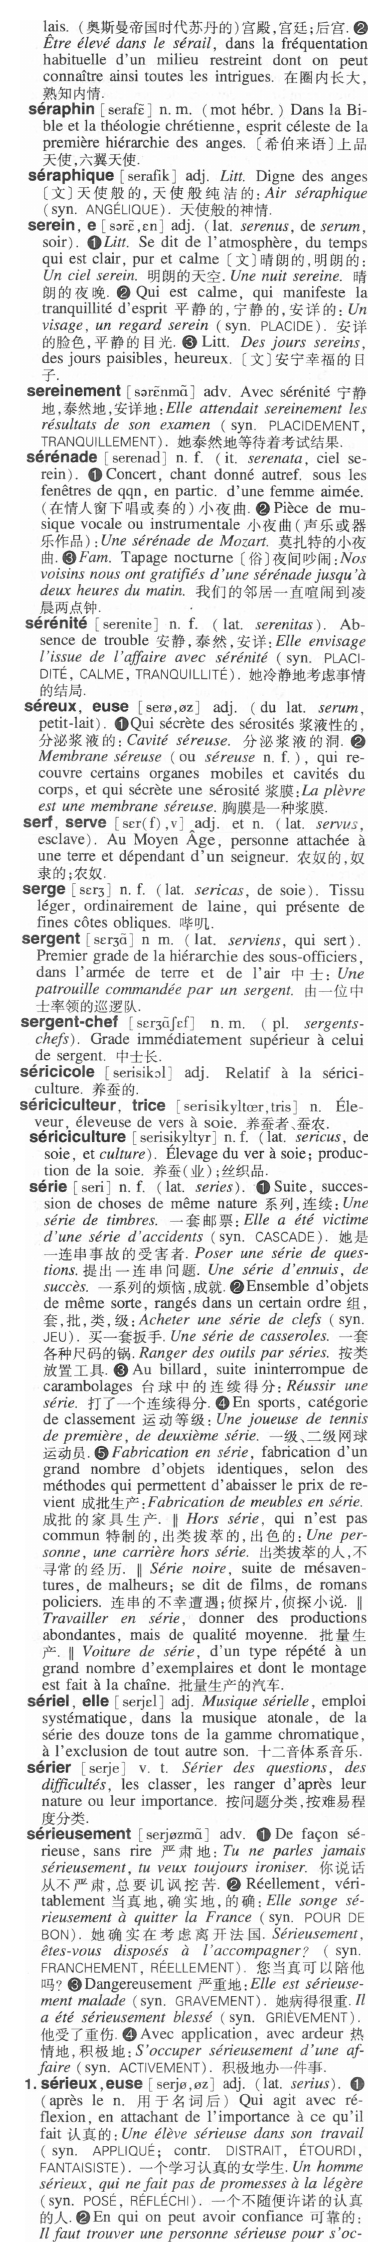 lais. (奥斯曼帝国时代苏丹的)宫殿,宫廷;后宫. ❷
Être élevé dans le sérail, dans la fréquentation
habituelle d'un milieu restreint dont on peut
connaître ainsi toutes les intrigues. 在圈内长大,
熟知内情.
séraphin [serafɛ̃] n. m. (mot hébr.) Dans la Bi-
ble et la théologie chrétienne, esprit céleste de la
première hiérarchie des anges. [希伯来语]上品
天使,六翼天使.
séraphique [serafik] adj. Litt. Digne des anges
[文]天使般的,天使般纯洁的: Air séraphique
(syn. ANGÉLIQUE). 天使般的神情.
serein, e [sərɛ̃,ɛn] adj. (lat. serenus, de serum,
soir). ❶Litt. Se dit de l'atmosphère, du temps
qui est clair, pur et calme [文]晴朗的,明朗的:
Un ciel serein. 明朗的天空. Une nuit sereine. 晴
朗的夜晚. ❷ Qui est calme, qui manifeste la
tranquillité d'esprit 平静的,宁静的,安详的: Un
visage, un regard serein (syn. PLACIDE). 安详
的脸色,平静的目光. ❸ Litt. Des jours sereins,
des jours paisibles, heureux. [文]安宁幸福的日
子.
sereinement [sərɛnmɑ̃] adv. Avec sérénité 宁静
地,泰然地,安详地: Elle attendait sereinement les
résultats de son examen (syn. PLACIDEMENT,
TRANQUILLEMENT). 她泰然地等待着考试结果.
sérénade [serenad] n. f. (it. serenata, ciel se-
rein). ❶Concert, chant donné autref. sous les
fenêtres de qqn, en partic. d'une femme aimée.
(在情人窗下唱或奏的)小夜曲. ❷ Pièce de mu-
sique vocale ou instrumentale 小夜曲(声乐或器
乐作品): Une sérénade de Mozart. 莫扎特的小夜
曲. ❸Fam. Tapage nocturne [俗]夜间吵闹: Nos
voisins nous ont gratifiés d'une sérénade jusqu'à
deux heures du matin. 我们的邻居一直喧闹到凌
晨两点钟.
sérénité [serenite] n. f. (lat. serenitas). Ab-
sence de trouble 安静,泰然,安详: Elle envisage
l'issue de l'affaire avec sérénité (syn. PLACI-
DITÉ, CALME, TRANQUILLITÉ). 她冷静地考虑事情
的结局.
séreux, euse [serø,øz] adj. (du lat. serum,
petit-lait). ❶Qui sécrète des sérosités 浆液性的,
分泌浆液的: Cavité séreuse. 分泌浆液的洞. ❷
Membrane séreuse (ou séreuse n. f.), qui re-
couvre certains organes mobiles et cavités du
corps, et qui sécrète une sérosité 浆膜: La plèvre
est une membrane séreuse. 胸膜是一种浆膜.
serf, serve [sɛr(f),v] adj. et n. (lat. servus,
esclave). Au Moyen Âge, personne attachée à
une terre et dépendant d'un seigneur. 农奴的,奴
隶的;农奴.
serge [sɛrʒ] n. f. (lat. sericas, de soie). Tissu
léger, ordinairement de laine, qui présente de
fines côtes obliques. 哔叽.
sergent [sɛrʒɑ̃] n m. (lat. serviens, qui sert).
Premier grade de la hiérarchie des sous-officiers,
dans l'armée de terre et de l'air 中士: Une
patrouille commandée par un sergent. 由一位中
士率领的巡逻队.
sergent-chef [sɛrʒɑ̃ʃɛf] n. m. ( pl. sergents-
chefs). Grade immédiatement supérieur à celui
de sergent. 中士长.
séricicole [serisikɔl] adj. Relatif à la sérici-
culture. 养蚕的.
sériciculteur, trice [serisikyltœr,tris] n. Éle-
veur, éleveuse de vers à soie. 养蚕者、蚕农.
sériciculture [serisikyltyr] n. f. (lat. sericus, de
soie, et culture). Élevage du ver à soie; produc-
tion de la soie. 养蚕(业);丝织品.
série [seri] n. f. (lat. series). ❶ Suite, succes-
sion de choses de même nature 系列,连续: Une
série de timbres. 一套邮票; Elle a été victime
d'une série d'accidents (syn. CASCADE). 她是
一连串事故的受害者. Poser une série de ques-
tions. 提出一连串问题. Une série d'ennuis, de
succès. 一系列的烦恼,成就. ❷Ensemble d'objets
de même sorte, rangés dans un certain ordre 组,
套,批,类,级: Acheter une série de clefs (syn.
JEU). 买一套扳手. Une série de casseroles. 一套
各种尺码的锅. Ranger des outils par séries. 按类
放置工具. ❸ Au billard, suite ininterrompue de
carambolages 台球中的连续得分: Réussir une
série. 打了一个连续得分. ❹ En sports, catégorie
de classement 运动等级: Une joueuse de tennis
de première, de deuxième série. 一级、二级网球
运动员. ❺ Fabrication en série, fabrication d'un
grand nombre d'objets identiques, selon des
méthodes qui permettent d'abaisser le prix de re-
vient 成批生产: Fabrication de meubles en série.
成批的家具生产. ‖ Hors série, qui n'est pas
commun 特制的,出类拔萃的,出色的: Une per-
sonne, une carrière hors série. 出类拔萃的人,不
寻常的经历. ‖ Série noire, suite de mésaven-
tures, de malheurs; se dit de films, de romans
policiers. 连串的不幸遭遇;侦探片,侦探小说. ‖
Travailler en série, donner des productions
abondantes, mais de qualité moyenne. 批量生
产. ‖ Voiture de série, d'un type répété à un
grand nombre d'exemplaires et dont le montage
est fait à la chaîne. 批量生产的汽车.
sériel, elle [serjɛl] adj. Musique sérielle, emploi
systématique, dans la musique atonale, de la
série des douze tons de la gamme chromatique,
à l'exclusion de tout autre son. 十二音体系音乐.
sérier [serje] v. t. Sérier des questions, des
difficultés, les classer, les ranger d'après leur
nature ou leur importance. 按问题分类,按难易程
度分类.
sérieusement [serjøzmɑ̃] adv. ❶ De façon sé-
rieuse, sans rire 严肃地: Tu ne parles jamais
sérieusement, tu veux toujours ironiser. 你说话
从不严肃,总要讥讽挖苦. ❷ Réellement, véri-
tablement 当真地,确实地,的确: Elle songe sé-
rieusement à quitter la France (syn. POUR DE
BON). 她确实在考虑离开法国. Sérieusement,
êtes-vous disposés à l'accompagner? (syn.
FRANCHEMENT, RÉELLEMENT). 您当真可以陪他
吗? ❸Dangereusement 严重地: Elle est sérieuse-
ment malade (syn. GRAVEMENT). 她病得很重. Il
a été sérieusement blessé (syn. GRIÈVEMENT).
他受了重伤. ❹ Avec application, avec ardeur 热
情地,积极地: S'occuper sérieusement d'une af-
faire (syn. ACTIVEMENT). 积极地办一件事.
1. sérieux, euse [serjø,øz] adj. (lat. serius). ❶
(après le n. 用于名词后) Qui agit avec ré-
flexion, en attachant de l'importance à ce qu'il
fait 认真的: Une élève sérieuse dans son travail
( syn. APPLIQUÉ; contr. DISTRAIT, ÉTOURDI,
FANTAISISTE). 一个学习认真的女学生. Un homme
sérieux, qui ne fait pas de promesses à la légère
(syn. POSÉ, RÉFLÉCHI). 一个不随便许诺的认真
的人. ❷ En qui on peut avoir confiance 可靠的:
Il faut trouver une personne sérieuse pour s'oc-